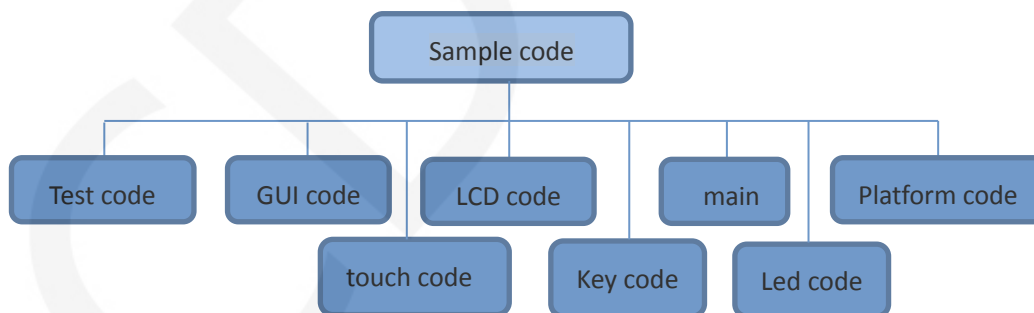 Sample code
Test code
GUI code
LCD code
main
Platform code
touch code
Key code
Led code